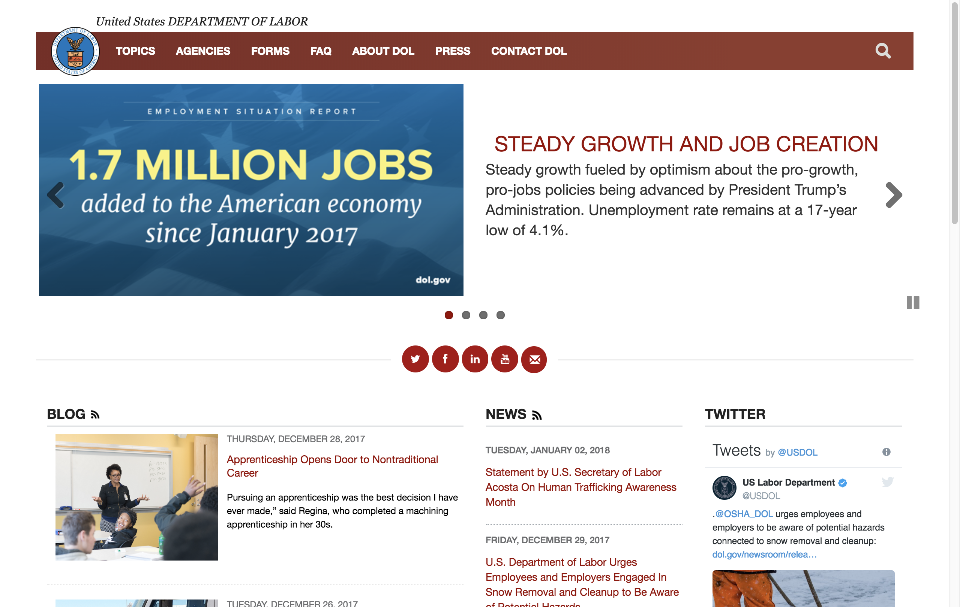 United States DEPARTMENT OF LABOR
TOPICS AGENCIES FORMS FAQ ABOUT DOL PRESS CONTACT DOL
EMPLOYMENT SITUATION REPORT
1.7 MILLION JOBS
added to the American economy
since January 2017
dol.gov
STEADY GROWTH AND JOB CREATION
Steady growth fueled by optimism about the pro-growth,
pro-jobs policies being advanced by President Trump's
Administration. Unemployment rate remains at a 17-year
low of 4.1%.
BLOG
THURSDAY, DECEMBER 28, 2017
Apprenticeship Opens Door to Nontraditional
Career
Pursuing an apprenticeship was the best decision I have
ever made," said Regina, who completed a machining
apprenticeship in her 30s.
TUESDAY, DECEMBER 26, 2017
NEWS
TUESDAY, JANUARY 02, 2018
Statement by U.S. Secretary of Labor
Acosta On Human Trafficking Awareness
Month
FRIDAY, DECEMBER 29, 2017
U.S. Department of Labor Urges
Employees and Employers Engaged In
Snow Removal and Cleanup to Be Aware
of Potential Hazards
TWITTER
Tweets by @USDOL
US Labor Department
@USDOL
.@OSHA_DOL urges employees and
employers to be aware of potential hazards
connected to snow removal and cleanup:
dol.gov/newsroom/relea…